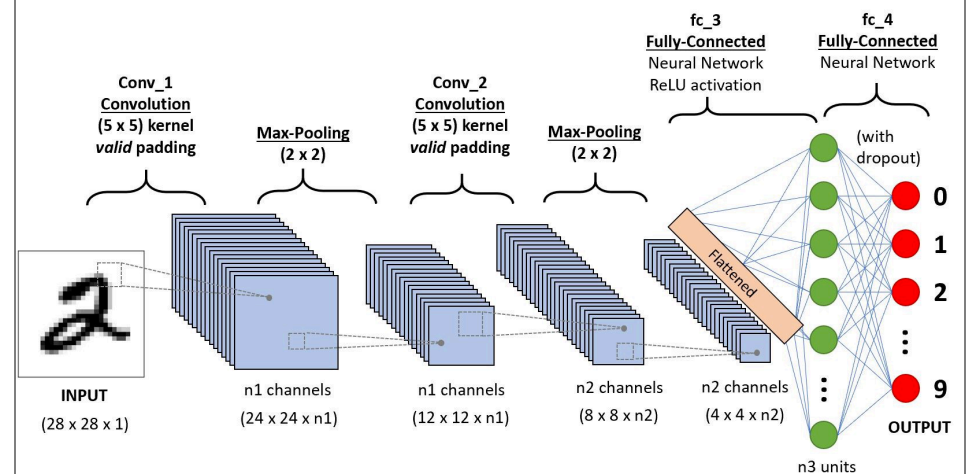 fc_3
Fully-Connected
Neural Network
ReLU activation
fc_4
Fully-Connected
Neural Network
Conv_1
Convolution
(5 x 5) kernel
valid padding
Max-Pooling
(2 x 2)
Conv_2
Convolution
(5 x 5) kernel
valid padding
Max-Pooling
(2 x 2)
(with
dropout)
Flattened
0
1
2
9
OUTPUT
INPUT
(28 x 28 x 1)
n1 channels
(24 x 24 x n1)
n1 channels
(12 x 12 x n1)
n2 channels
(8 x 8 x n2)
n2 channels
(4 x 4 x n2)
n3 units
2